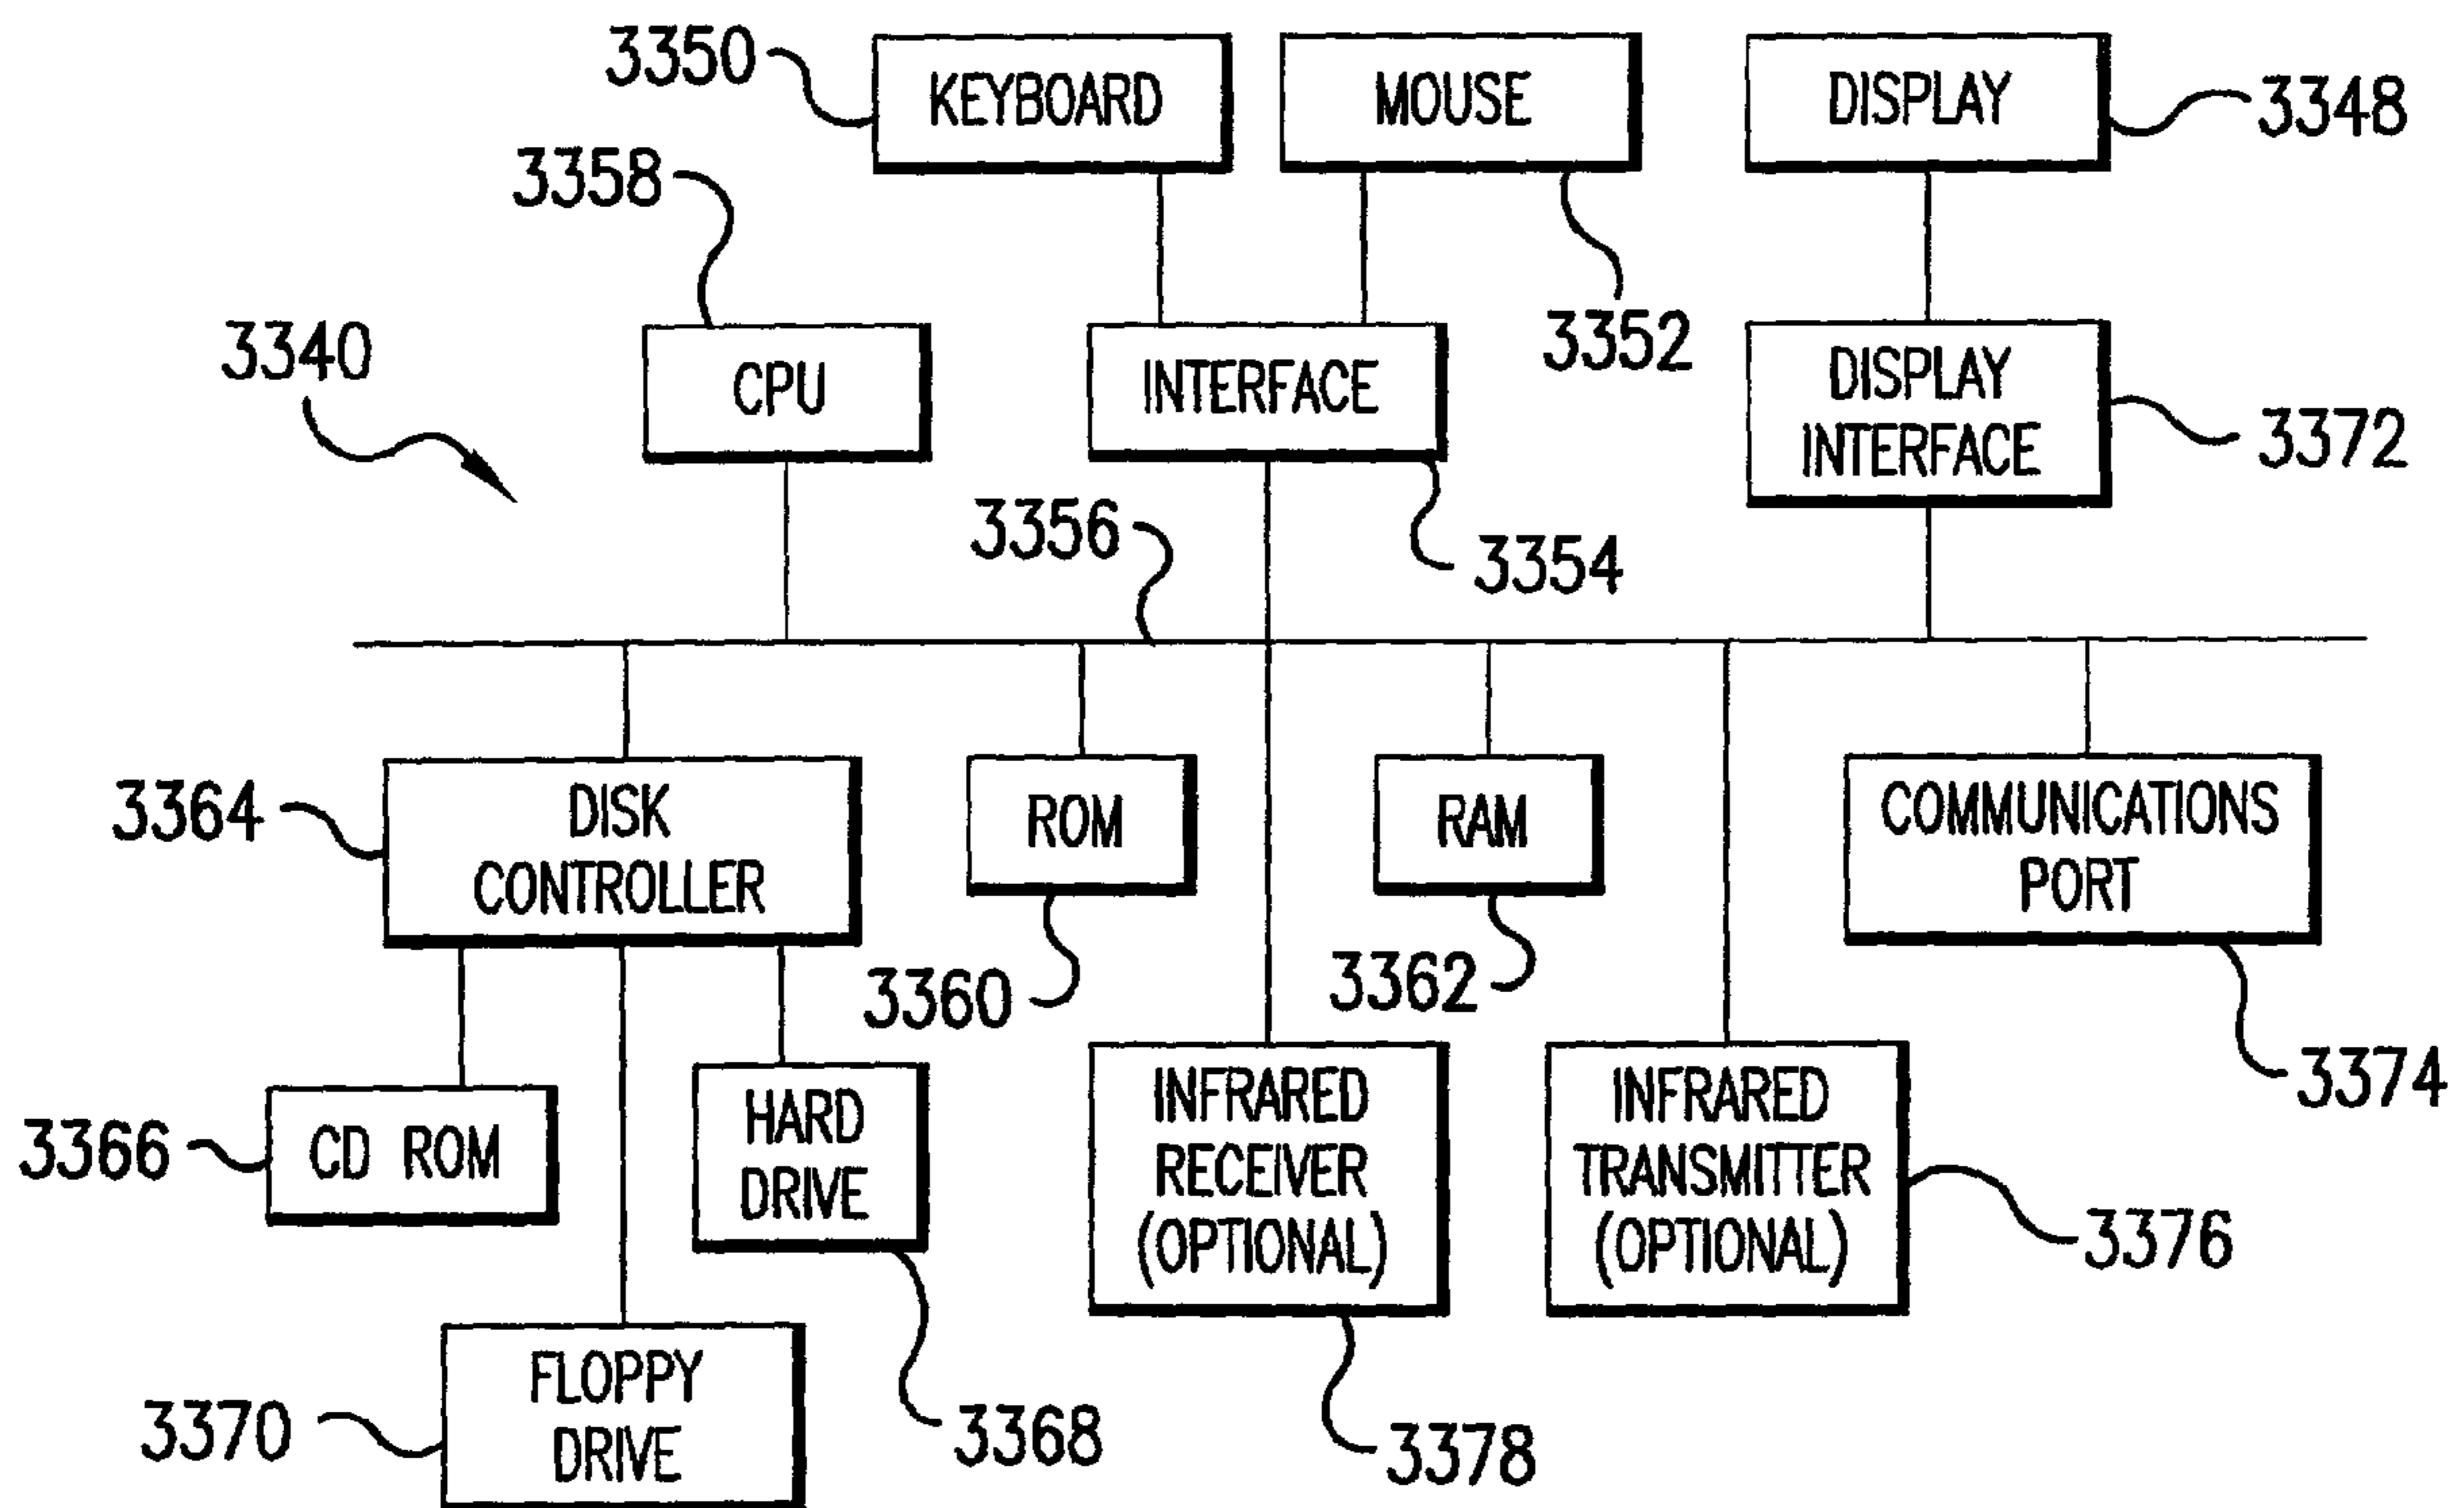 3350
KEYBOARD
MOUSE
DISPLAY
3348
3358
3352
3340
CPU
INTERFACE
DISPLAY
INTERFACE
3372
3356
3354
3364
DISK
CONTROLLER
ROM
RAM
COMMUNICATIONS
PORT
3360
3362
3374
3366
CD ROM
HARD
DRIVE
INFRARED
RECEIVER
(OPTIONAL)
INFRARED
TRANSMITTER
(OPTIONAL)
3376
3370
FLOPPY
DRIVE
3368
3378